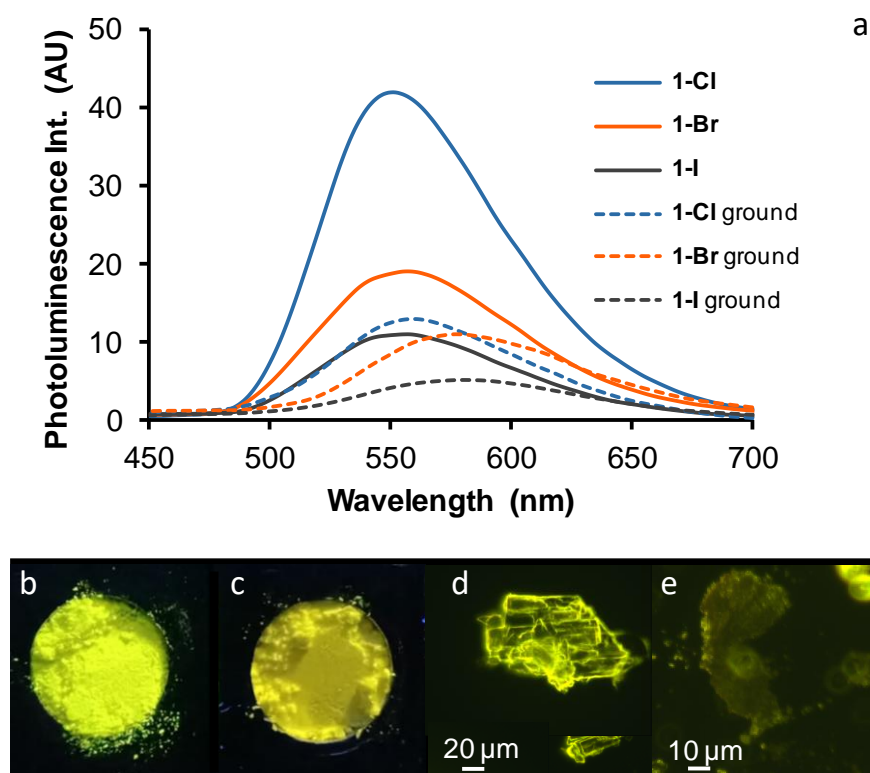 a
Photoluminescence Int. (AU)
50
40
30
20
10
0
450 500 550 600 650 700
Wavelength (nm)
1-Cl
1-Br
1-I
1-Cl ground
1-Br ground
1-I ground
b c d e
20 µm 10 µm